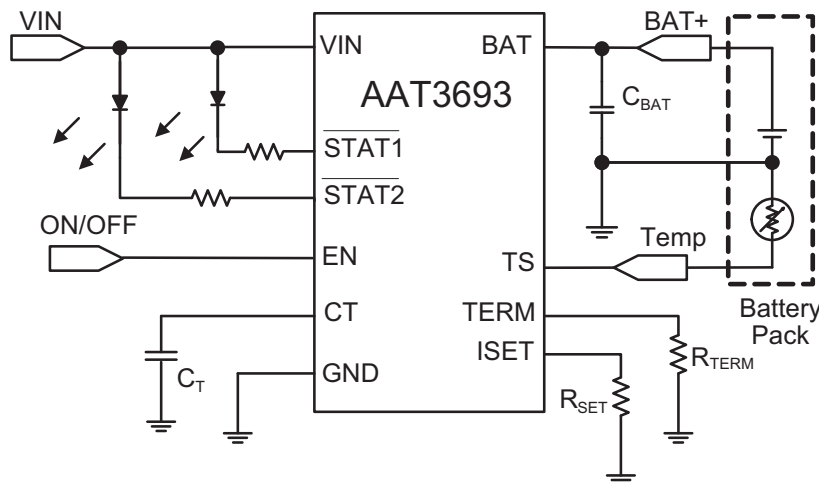 VIN
VIN
BAT
BAT+
AAT3693
C_BAT
STAT1
STAT2
ON/OFF
EN
TS
Temp
CT
TERM
Battery
Pack
C_T
GND
ISET
R_SET
R_TERM